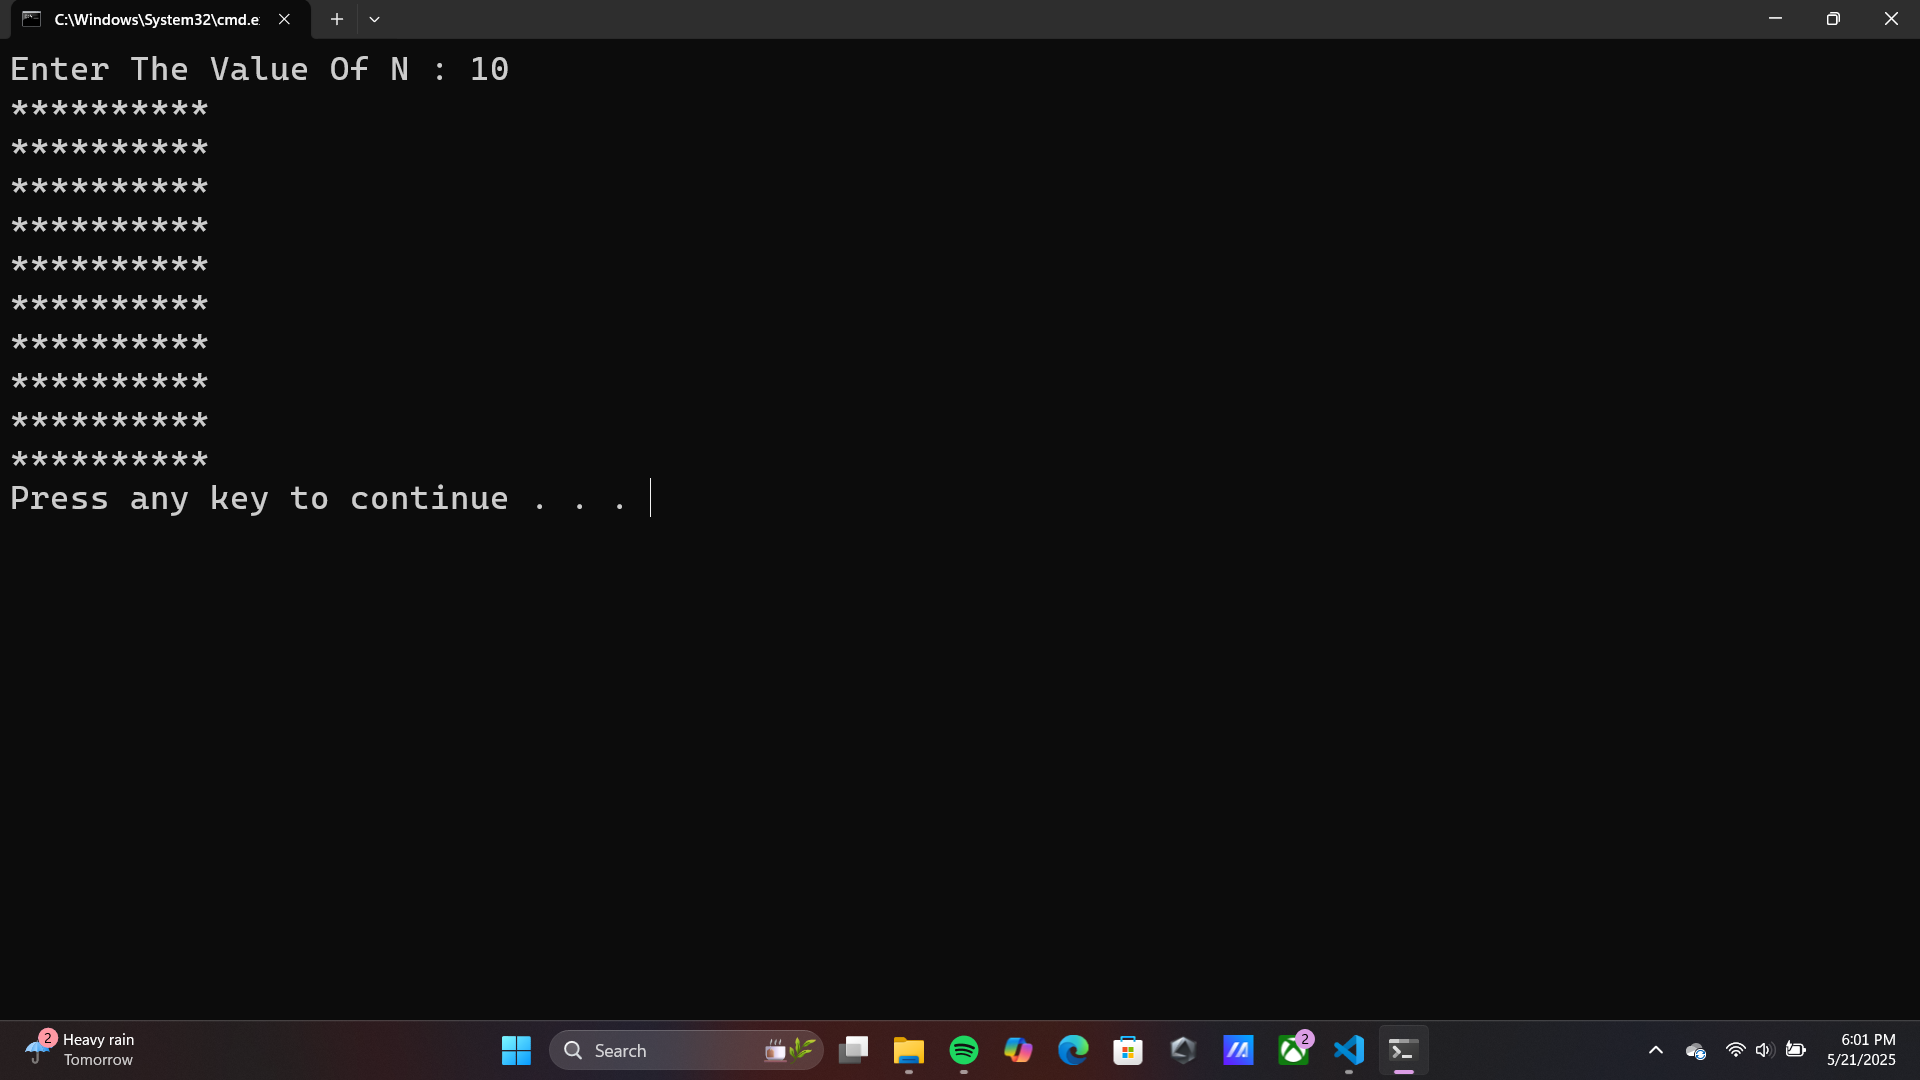 C:\Windows\System32\cmd.e
Enter The Value Of N : 10
**********
**********
**********
**********
**********
**********
**********
**********
**********
**********
Press any key to continue . . .
2
Heavy rain
Tomorrow
Search
2
6:01 PM
5/21/2025